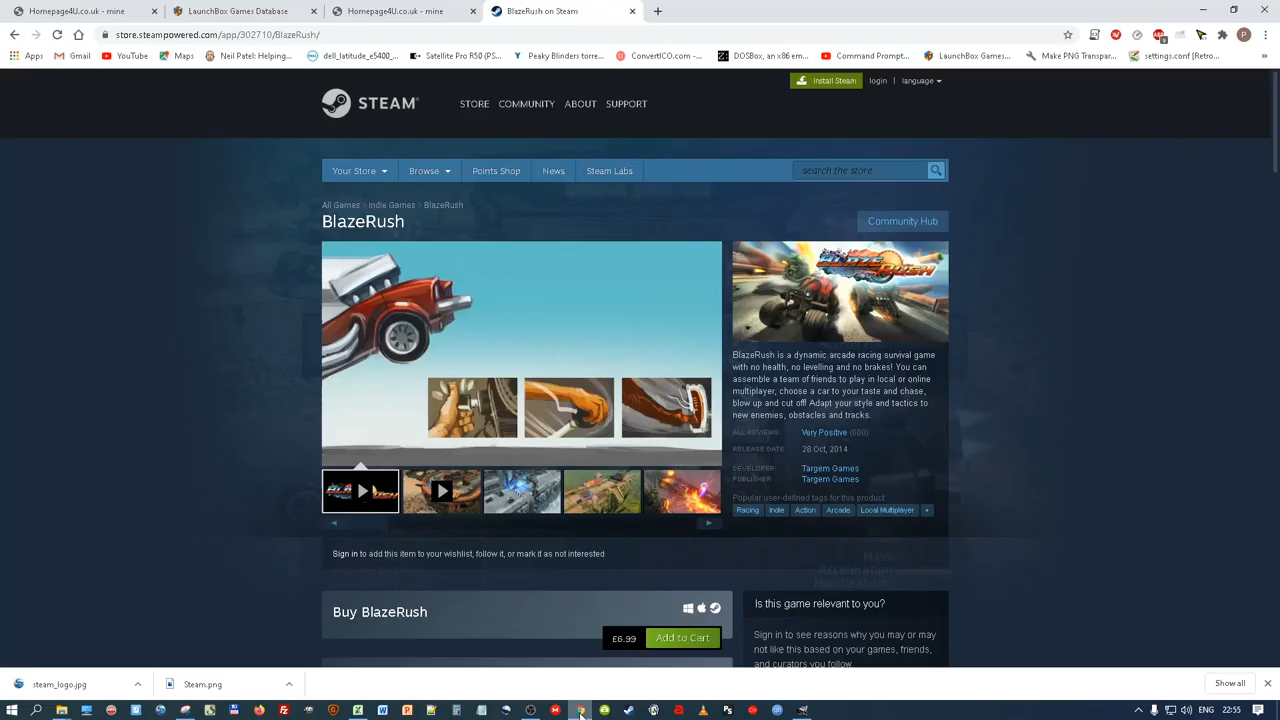 Homepage4U.co.uk - mine
LaunchBox Games Database
Homepage4U.co.uk - mine
BlazeRush on Steam
store.steampowered.com/app/302710/BlazeRush/
Apps
Gmail
YouTube
Maps
Neil Patel: Helping...
dell_latitude_e5400...
Satellite Pro R50 (PS...
Peaky Blinders torre...
ConvertICO.com -...
DOSBox, an x86 em...
Command Prompt...
LaunchBox Games...
Make PNG Transpar...
settings.conf [Retro...
Install Steam
login
language
STEAM
STORE
COMMUNITY
ABOUT
SUPPORT
Your Store
Browse
Points Shop
News
Steam Labs
search the store
All Games > Indie Games > BlazeRush
BlazeRush
Community Hub
BLAZE RUSH
BlazeRush is a dynamic arcade racing survival game
with no health, no levelling and no brakes! You can
assemble a team of friends to play in local or online
multiplayer, choose a car to your taste and chase,
blow up and cut off! Adapt your style and tactics to
new enemies, obstacles and tracks.
ALL REVIEWS: Very Positive (660)
RELEASE DATE: 28 Oct, 2014
DEVELOPER: Targem Games
PUBLISHER: Targem Games
Popular user-defined tags for this product
Racing
Indie
Action
Arcade
Local Multiplayer
+
Sign in to add this item to your wishlist, follow it, or mark it as not interested
Acceleration
Buy BlazeRush
£6.99
Add to Cart
Is this game relevant to you?
Sign in to see reasons why you may or may
not like this based on your games, friends,
and curators you follow.
steam_logo.jpg
Steam.png
Show all
22:55